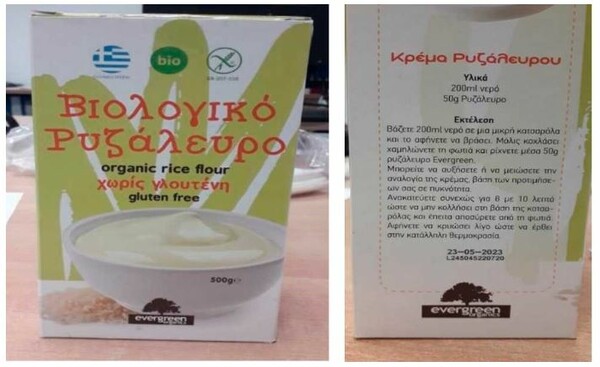 bio
Βιολογικό
Ρυζάλευρο
organic rice flour
χωρίς γλουτένη
gluten free
500g℮
evergreen
organics
Κρέμα Ρυζάλευρου
Υλικά
200ml νερό
50g Ρυζάλευρο
Εκτέλεση
Βάζετε 200ml νερό σε μια μικρή κατσαρόλα
και το αφήνετε να βράσει. Μόλις κοχλάσει
χαμηλώνετε τη φωτιά και ρίχνετε μέσα 50g
ρυζάλευρο Evergreen.
Μπορείτε να αυξήσετε ή να μειώσετε την
αναλογία της κρέμας, βάση των προτιμήσε-
ων σας σε πυκνότητα.
Ανακατεύετε συνεχώς για 8 με 10 λεπτά
ώστε να μην κολλήσει στη βάση της κατσα-
ρόλας και έπειτα αποσύρετε από τη φωτιά.
Αφήνετε να κρυώσει λίγο ώστε να έρθει
στην κατάλληλη θερμοκρασία.
23-05-2023
L245045220720
evergreen
organics